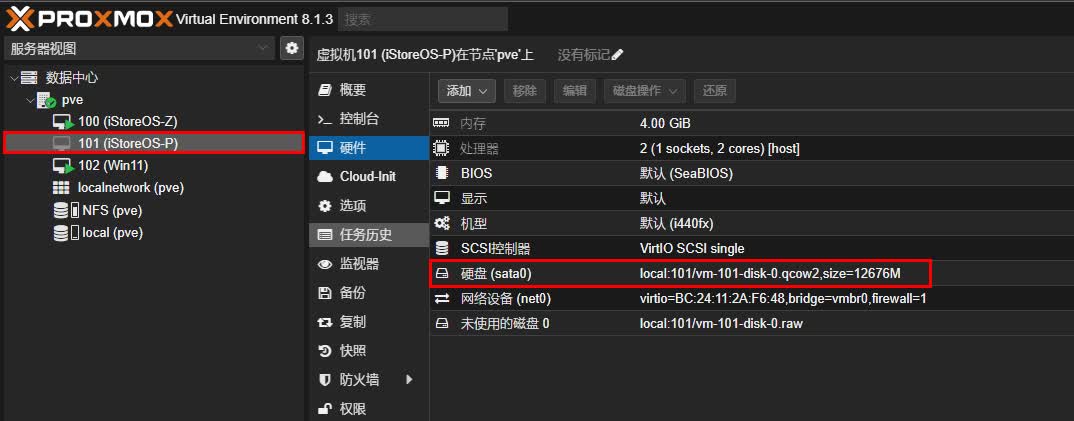 PROXMOX Virtual Environment 8.1.3 搜索
服务器视图
数据中心
pve
100 (iStoreOS-Z)
101 (iStoreOS-P)
102 (Win11)
localnetwork (pve)
NFS (pve)
local (pve)
虚拟机101 (iStoreOS-P)在节点'pve'上 没有标记
概要
控制台
硬件
Cloud-Init
选项
任务历史
监视器
备份
复制
快照
防火墙
权限
添加 移除 编辑 磁盘操作 还原
内存 4.00 GiB
处理器 2 (1 sockets, 2 cores) [host]
BIOS 默认 (SeaBIOS)
显示 默认
机型 默认 (i440fx)
SCSI控制器 VirtIO SCSI single
硬盘 (sata0) local:101/vm-101-disk-0.qcow2,size=12676M
网络设备 (net0) virtio=BC:24:11:2A:F6:48,bridge=vmbr0,firewall=1
未使用的磁盘 0 local:101/vm-101-disk-0.raw